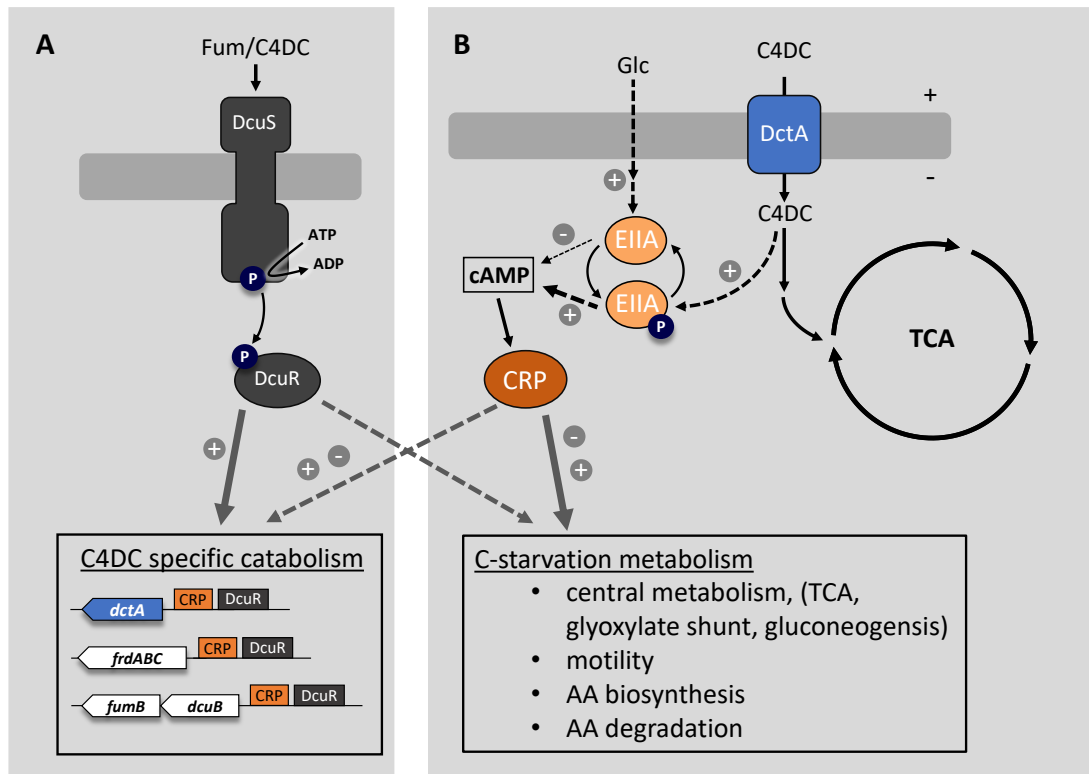 A
Fum/C4DC
DcuS
ATP
ADP
P
P
DcuR
+
+ -
C4DC specific catabolism
dctA CRP DcuR
frdABC CRP DcuR
fumB dcuB CRP DcuR
B
Glc
C4DC
+
DctA
-
+
C4DC
EIIA
-
+
cAMP
EIIA
+
P
TCA
CRP
-
+
C-starvation metabolism
• central metabolism, (TCA,
glyoxylate shunt, gluconeogensis)
• motility
• AA biosynthesis
• AA degradation